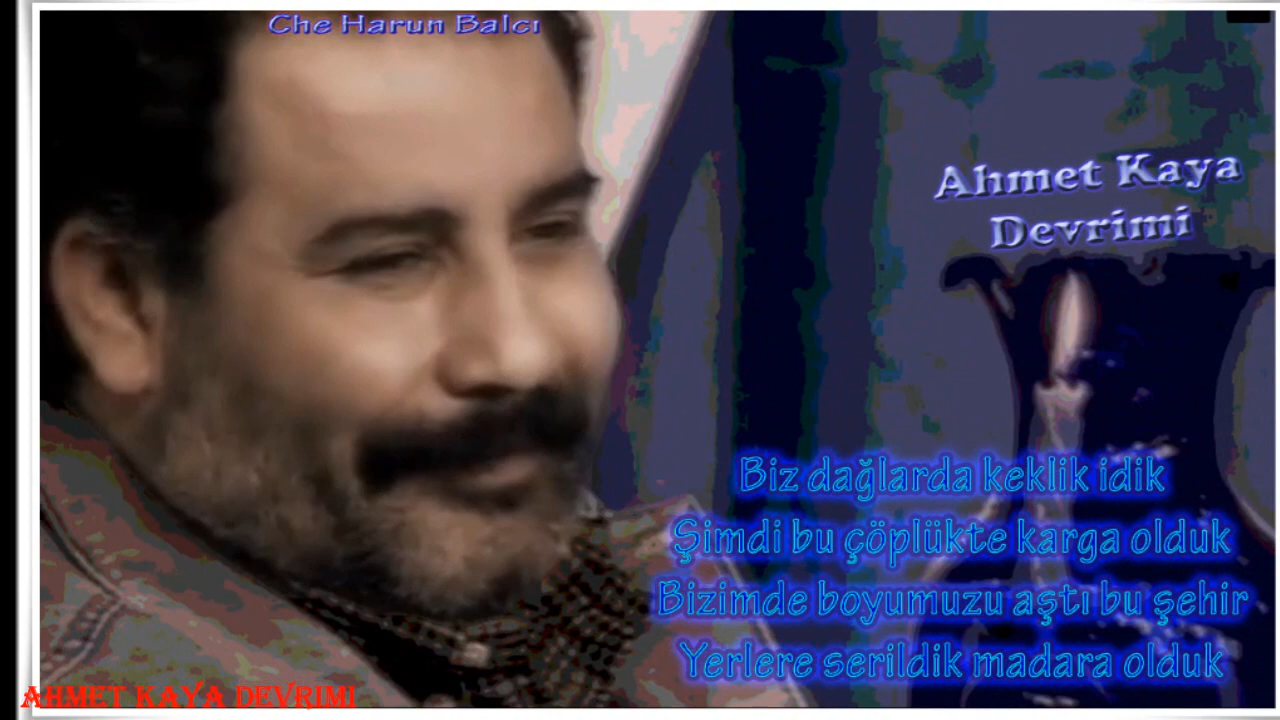 Che Harun Balcı
Ahmet Kaya
Devrimi
Biz dağlarda keklik idik
Şimdi bu çöplükte karga olduk
Bizimde boyumuzu aştı bu şehir
Yerlere serildik madara olduk
AHMET KAYA DEVRIMI